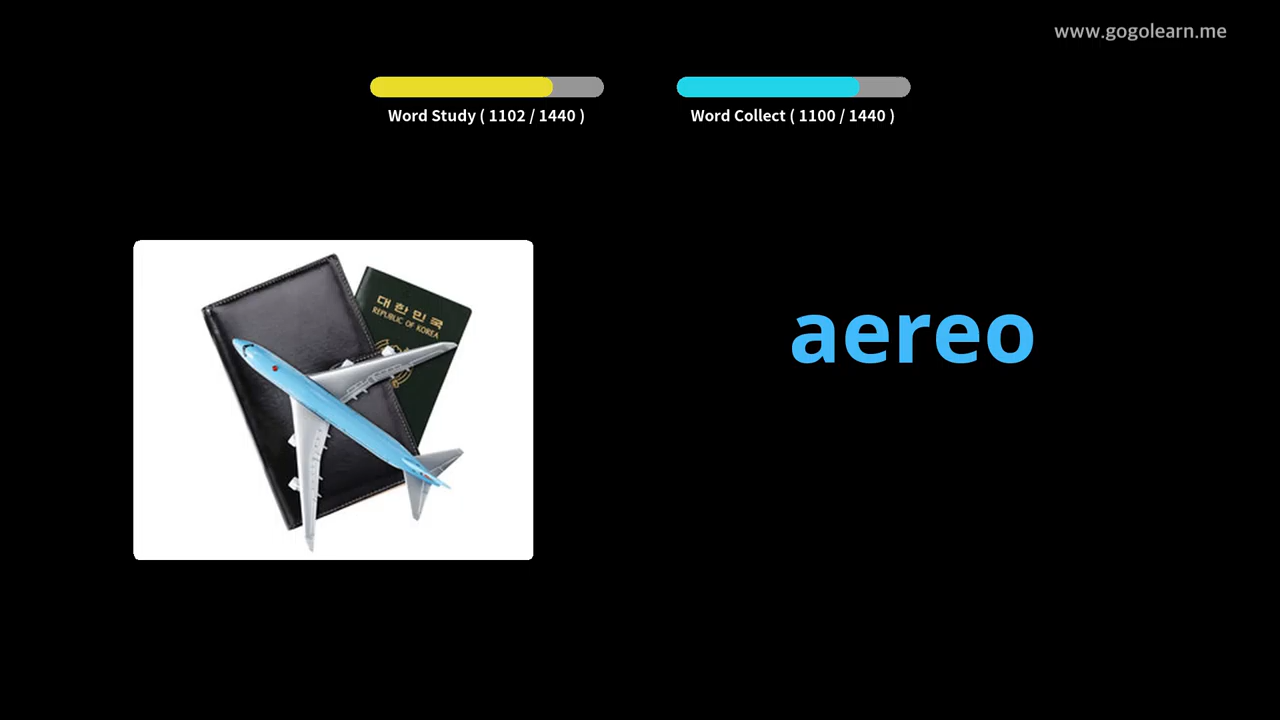 www.gogolearn.me
Word Study ( 1102 / 1440 )
Word Collect ( 1100 / 1440 )
대한민국
REPUBLIC OF KOREA
aereo